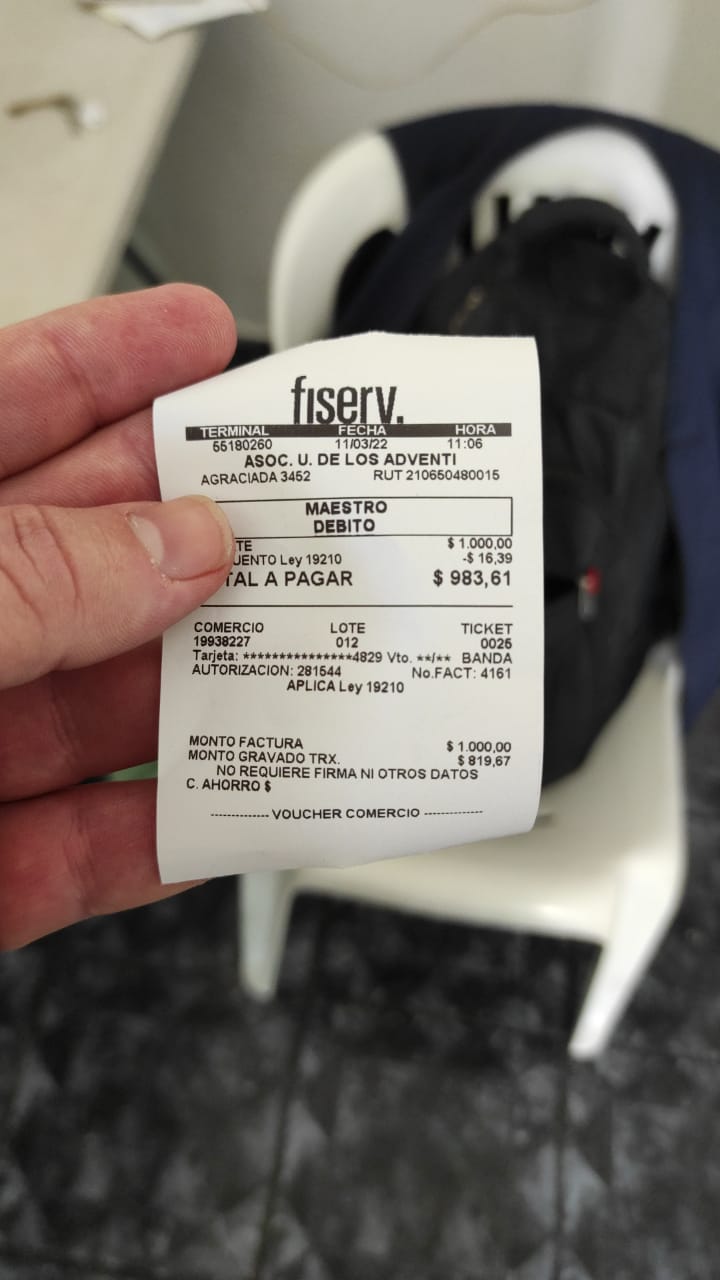 fiserv.
TERMINAL FECHA HORA
55180260 11/03/22 11:06
ASOC. U. DE LOS ADVENTI
AGRACIADA 3452 RUT 210650480015
MAESTRO
DEBITO
TE $ 1.000,00
UENTO Ley 19210 -$ 16,39
TAL A PAGAR $ 983,61
COMERCIO LOTE TICKET
19938227 012 0025
Tarjeta: ***************4829 Vto. **/** BANDA
AUTORIZACION: 281544 No.FACT: 4161
APLICA Ley 19210
MONTO FACTURA $ 1.000,00
MONTO GRAVADO TRX. $ 819,67
NO REQUIERE FIRMA NI OTROS DATOS
C. AHORRO $
------------- VOUCHER COMERCIO -------------